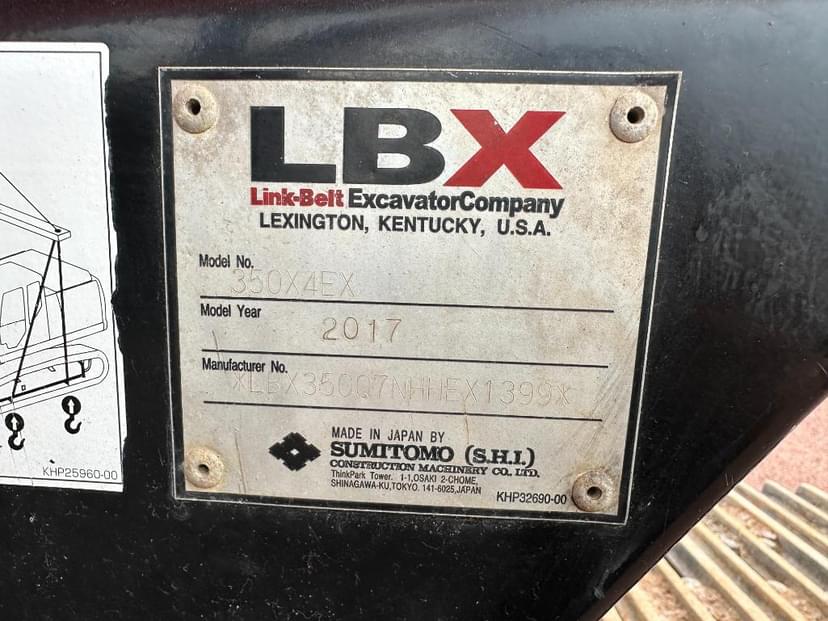 LBX
Link-Belt ExcavatorCompany
LEXINGTON, KENTUCKY, U.S.A.
Model No.
350X4EX
Model Year
2017
Manufacturer No.
*LBX350Q7NHHEX1399*
MADE IN JAPAN BY
SUMITOMO (S.H.I.)
CONSTRUCTION MACHINERY CO., LTD.
ThinkPark Tower, 1-1,OSAKI 2-CHOME,
SHINAGAWA-KU,TOKYO. 141-6025,JAPAN
KHP32690-00
KHP25960-00